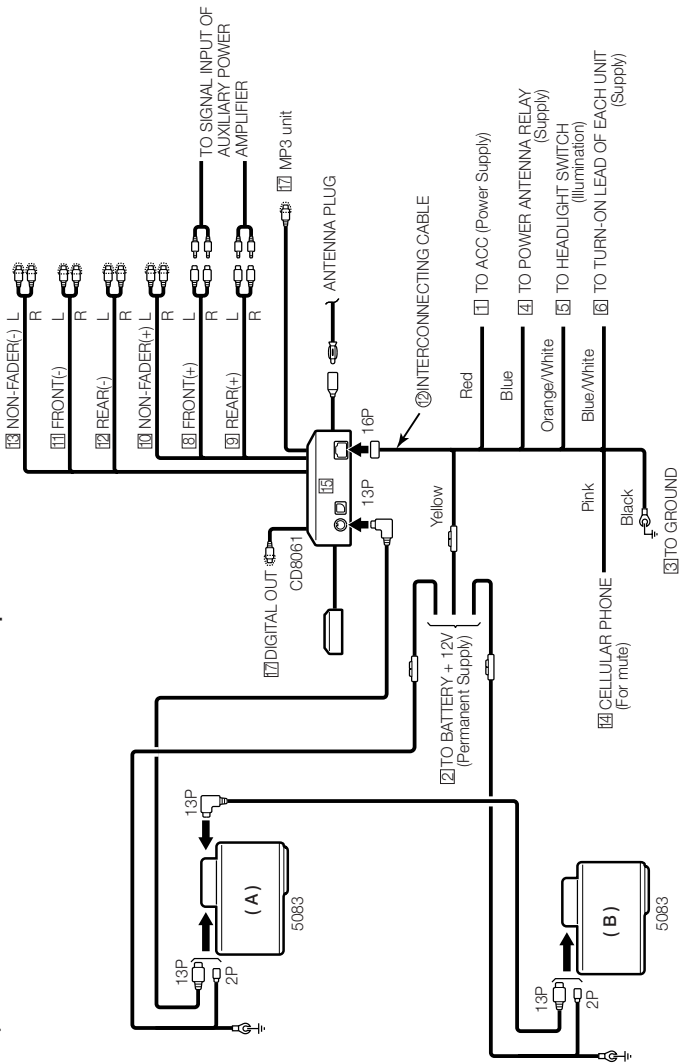 13 NON-FADER(-) L
R
11 FRONT(-) L
R
12 REAR(-) L
R
10 NON-FADER(+) L
R
8 FRONT(+) L
R
9 REAR(+) L
R
TO SIGNAL INPUT OF
AUXILIARY POWER
AMPLIFIER
17 MP3 unit
ANTENNA PLUG
17 DIGITAL OUT
CD8061
15
13P
16P
⑫INTERCONNECTING CABLE
Red
1 TO ACC (Power Supply)
Blue
4 TO POWER ANTENNA RELAY
(Supply)
Orange/White
5 TO HEADLIGHT SWITCH
(Illumination)
Blue/White
6 TO TURN-ON LEAD OF EACH UNIT
(Supply)
Yellow
Pink
Black
2 TO BATTERY + 12V
(Permanent Supply)
14 CELLULAR PHONE
(For mute)
3 TO GROUND
13P
(A)
5083
13P
2P
(B)
5083
13P
2P